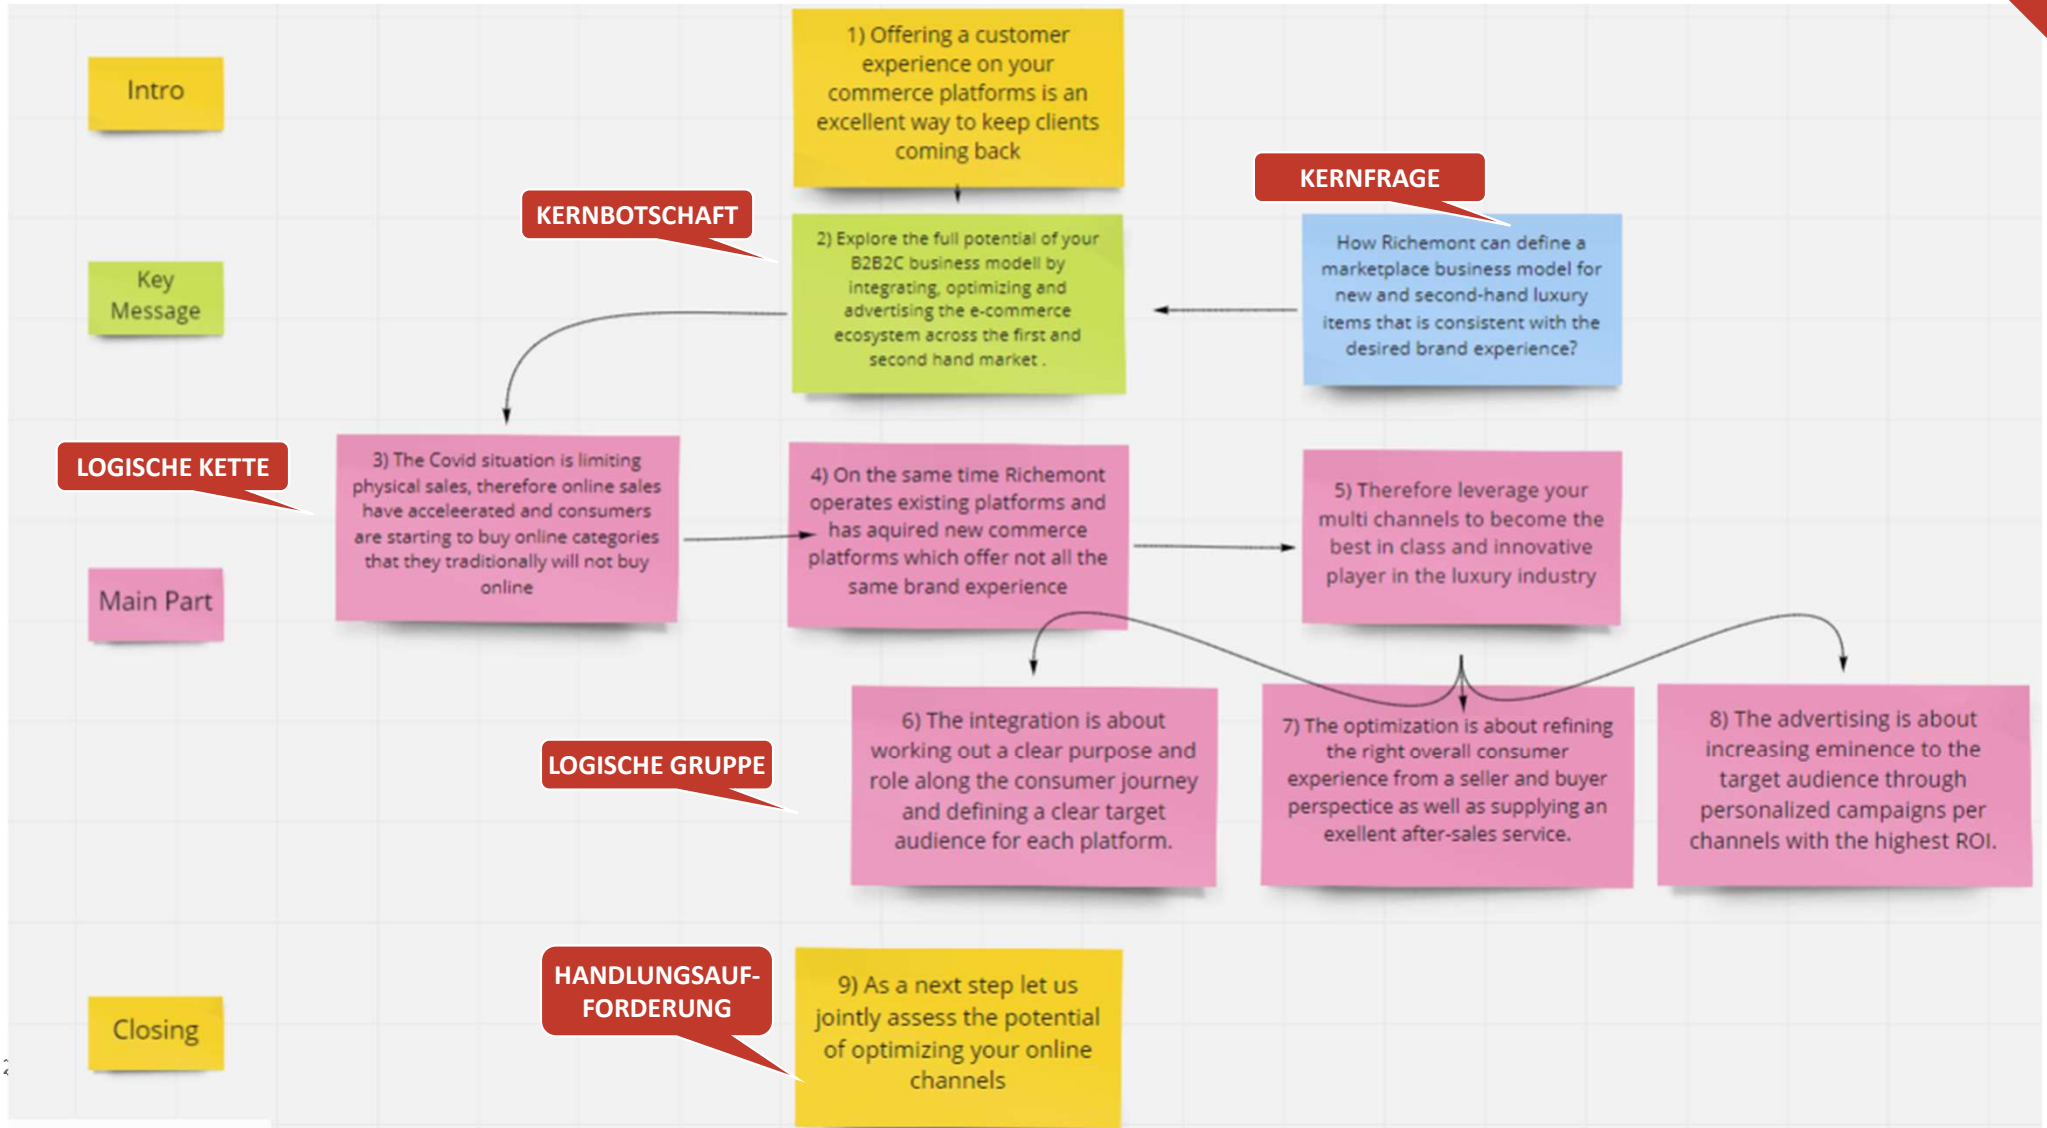 Intro
1) Offering a customer
experience on your
commerce platforms is an
excellent way to keep clients
coming back
KERNBOTSCHAFT
KERNFRAGE
Key
Message
2) Explore the full potential of your
B2B2C business modell by
integrating, optimizing and
advertising the e-commerce
ecosystem across the first and
second hand market .
How Richemont can define a
marketplace business model for
new and second-hand luxury
items that is consistent with the
desired brand experience?
LOGISCHE KETTE
Main Part
3) The Covid situation is limiting
physical sales, therefore online sales
have acceleerated and consumers
are starting to buy online categories
that they traditionally will not buy
online
4) On the same time Richemont
operates existing platforms and
has aquired new commerce
platforms which offer not all the
same brand experience
5) Therefore leverage your
multi channels to become the
best in class and innovative
player in the luxury industry
LOGISCHE GRUPPE
6) The integration is about
working out a clear purpose and
role along the consumer journey
and defining a clear target
audience for each platform.
7) The optimization is about refining
the right overall consumer
experience from a seller and buyer
perspectice as well as supplying an
exellent after-sales service.
8) The advertising is about
increasing eminence to the
target audience through
personalized campaigns per
channels with the highest ROI.
HANDLUNGSAUF-
FORDERUNG
Closing
9) As a next step let us
jointly assess the potential
of optimizing your online
channels